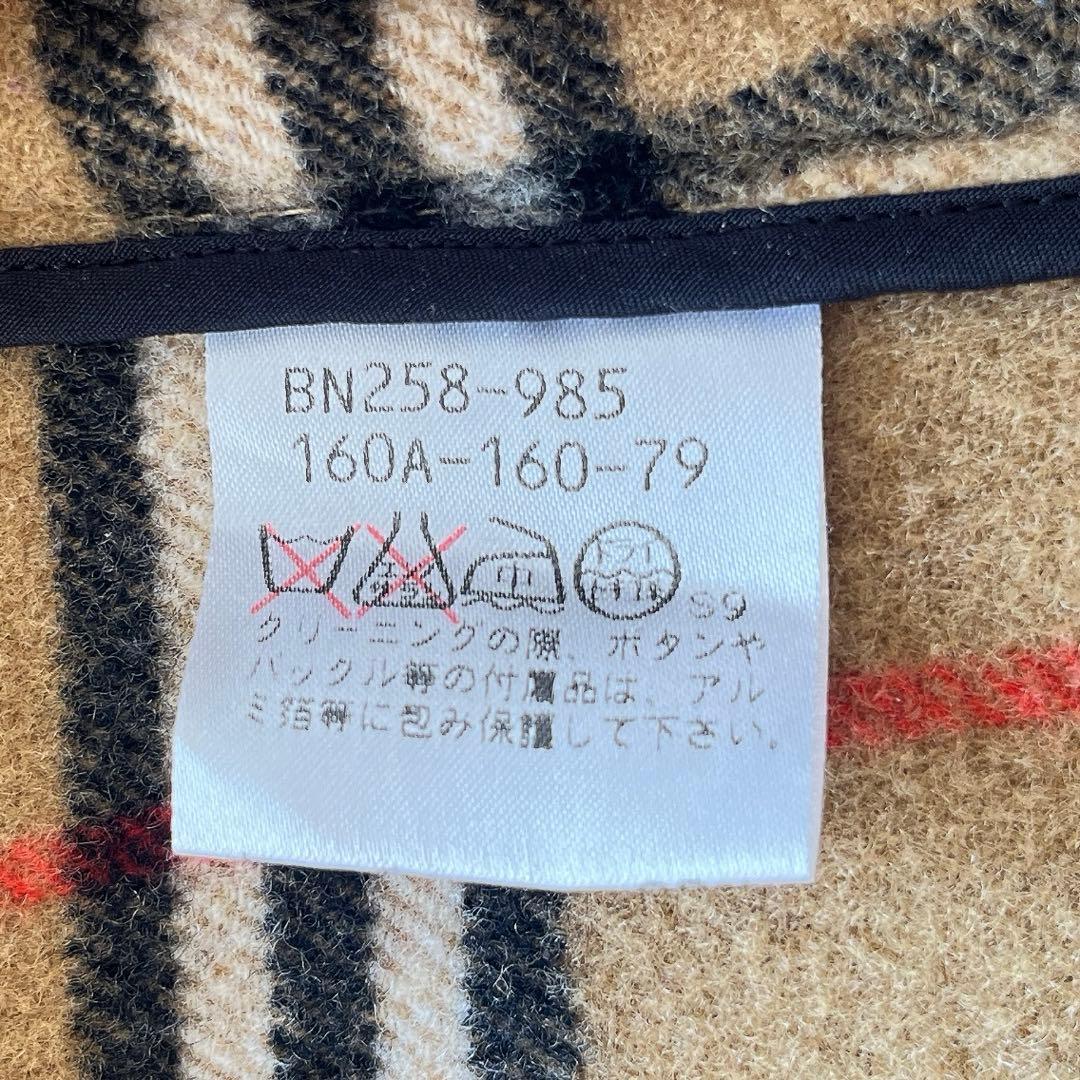 BN258-985
160A-160-79
中 ドライ
S9
クリーニングの際、ボタンや
バックル等の付属品は、アル
ミ箔等に包み保護して下さい。